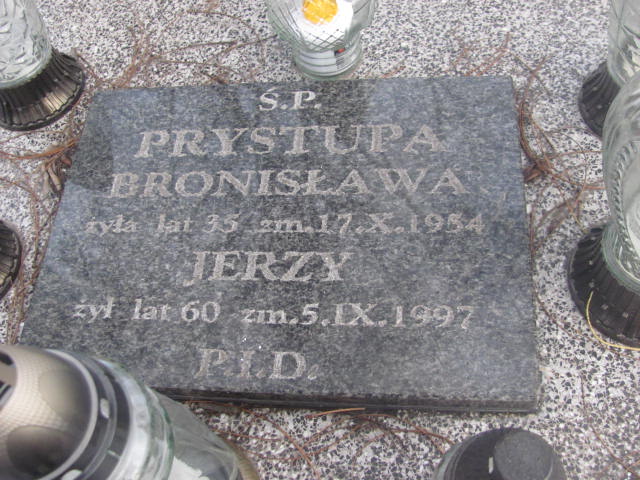 Ś.P.
PRYSTUPA
BRONISŁAWA
żyła lat 35 zm.17.X.1954
JERZY
żył lat 60 zm.5.IX.1997
P.I.D.